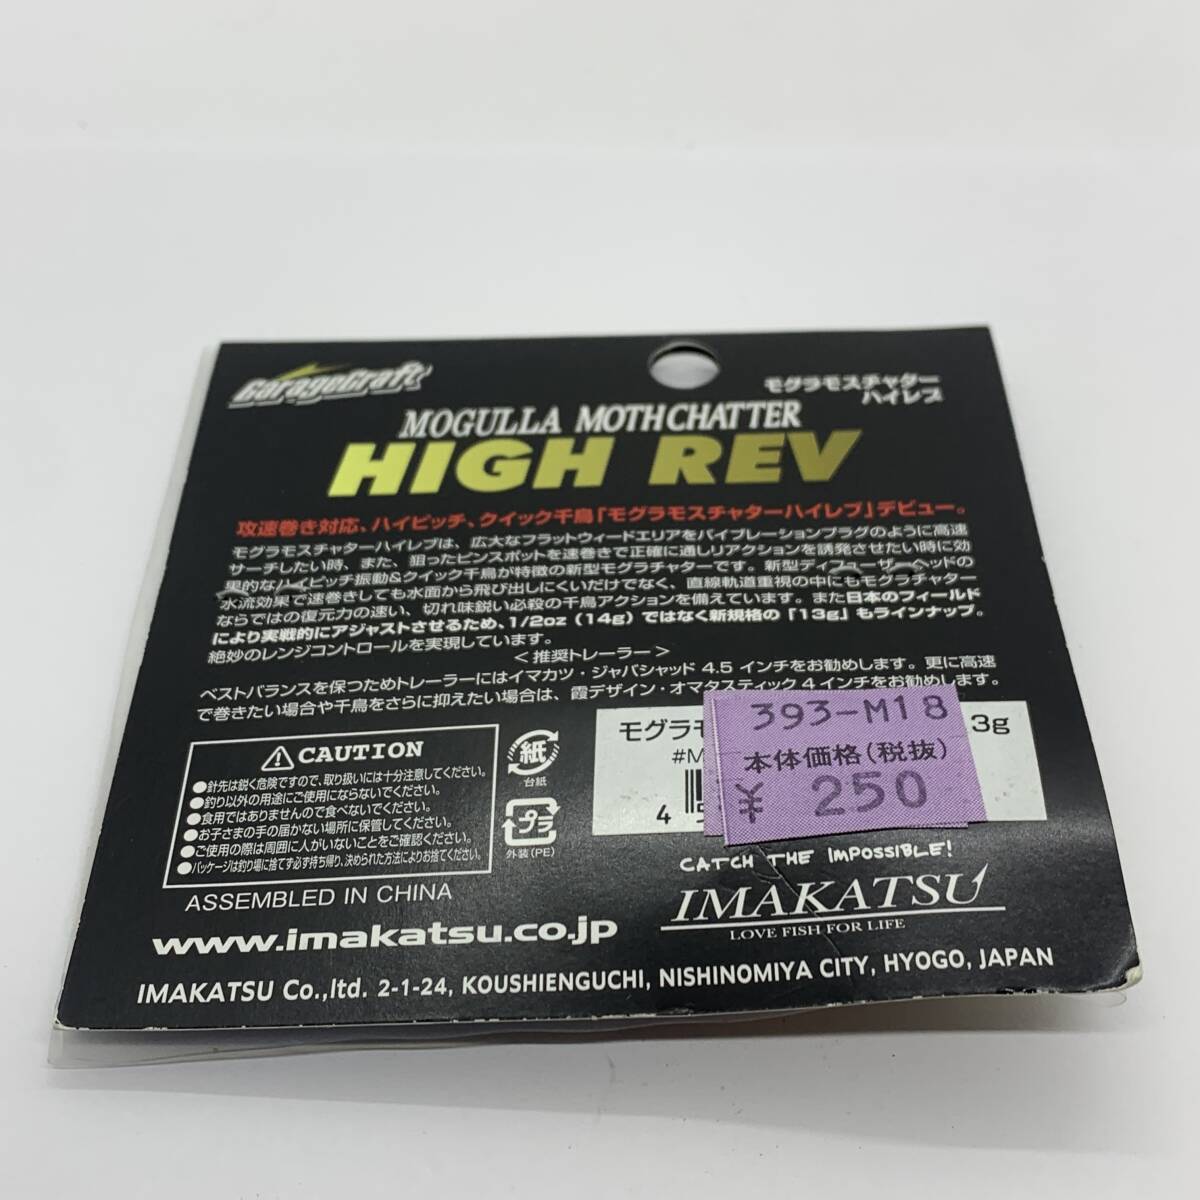 GarageCraft
モグラモスチャター
ハイレブ
MOGULLA MOTHCHATTER
HIGH REV
攻速巻き対応、ハイピッチ、クイック千鳥「モグラモスチャターハイレブ」デビュー。
モグラモスチャターハイレブは、広大なフラットウィードエリアをバイブレーションプラグのように高速
サーチしたい時、また、狙ったピンスポットを速巻きで正確に通しリアクションを誘発させたい時に効
果的なハイピッチ振動&クイック千鳥が特徴の新型モグラチャターです。新型ディフューザーヘッドの
水流効果で速巻きしても水面から飛び出しにくいだけでなく、直線軌道重視の中にもモグラチャター
ならではの復元力の速い、切れ味鋭い必殺の千鳥アクションを備えています。また日本のフィールド
により実戦的にアジャストさせるため、1/2oz（14g）ではなく新規格の「13g」もラインナップ。
絶妙のレンジコントロールを実現しています。
＜推奨トレーラー＞
ベストバランスを保つためトレーラーにはイマカツ・ジャバシャッド 4.5 インチをお勧めします。更に高速
で巻きたい場合や千鳥をさらに抑えたい場合は、霞デザイン・オマタスティック 4 インチをお勧めします。
モグラモ 3g
#M
4 5
393-M18
本体価格(税抜)
¥ 250
CAUTION
●針先は鋭く危険ですので、取り扱いには十分注意してください。
●釣り以外の用途にご使用にならないでください。
●食用ではありませんので食べないでください。
●お子さまの手の届かない場所に保管してください。
●ご使用の際は周囲に人がいないことをご確認ください。
●パッケージは釣り場に捨てず必ず持ち帰り、決められた方法によりお捨てください。
紙
台紙
プラ
外装(PE)
ASSEMBLED IN CHINA
CATCH THE IMPOSSIBLE!
IMAKATSU
LOVE FISH FOR LIFE
www.imakatsu.co.jp
IMAKATSU Co.,ltd. 2-1-24, KOUSHIENGUCHI, NISHINOMIYA CITY, HYOGO, JAPAN